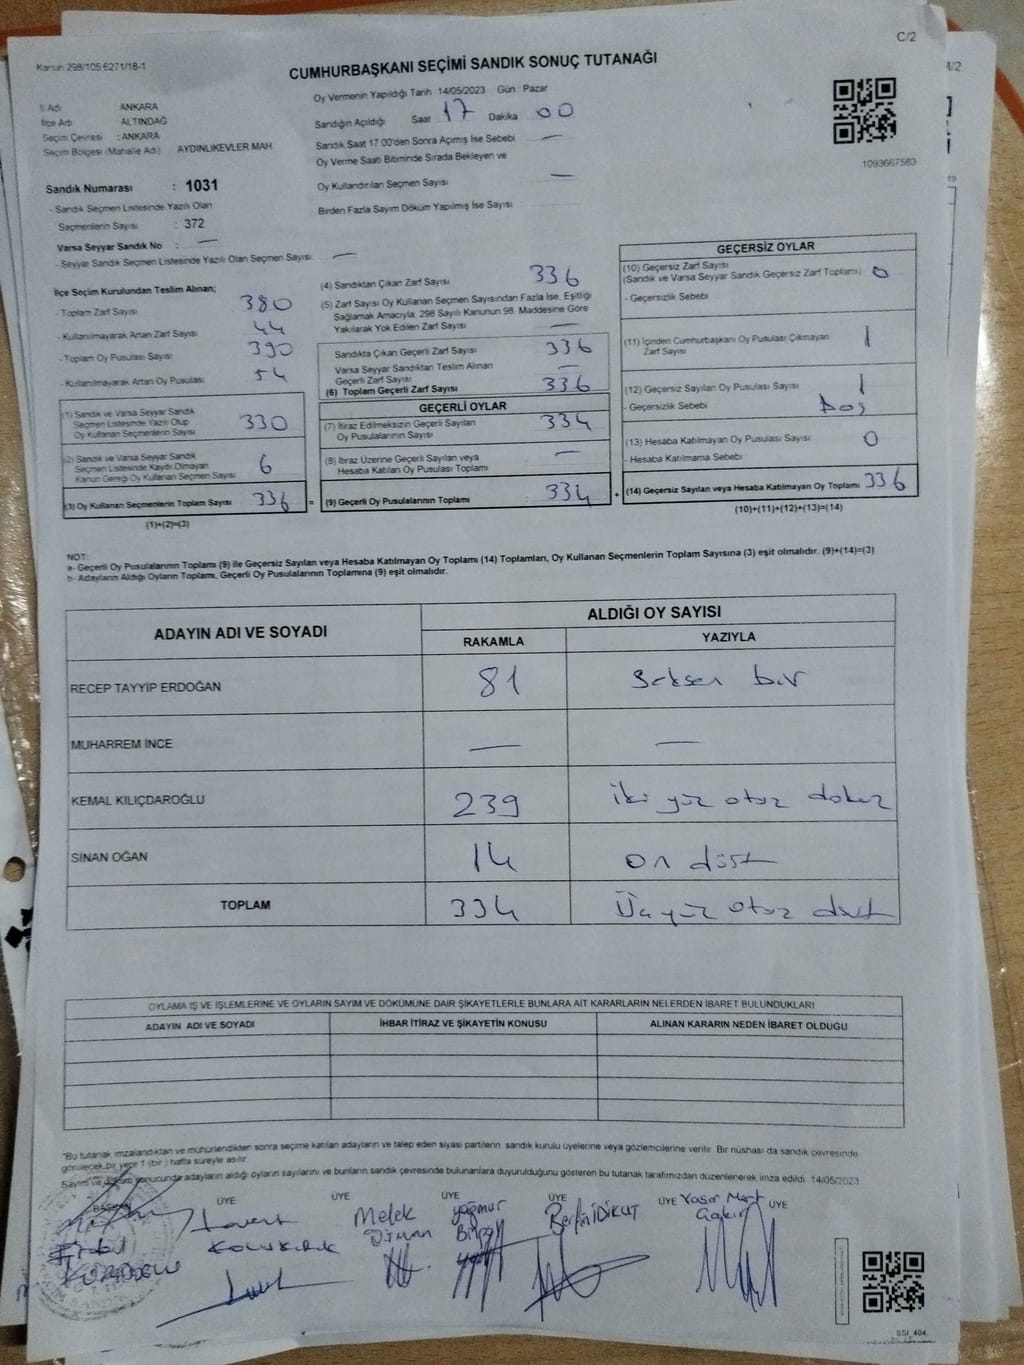 C/2
Kanun 298/105 6271/18-1
CUMHURBAŞKANI SEÇİMİ SANDIK SONUÇ TUTANAĞI
İl Adı ANKARA
İlçe Adı ALTINDAĞ
Seçim Çevresi : ANKARA
Seçim Bölgesi (Mahalle Adı) AYDINLIKEVLER MAH
Oy Vermenin Yapıldığı Tarih 14/05/2023 Gün Pazar
Sandığın Açıldığı Saat 17 Dakika 00
Sandık Saat 17 00'den Sonra Açımış İse Sebebi —
Oy Verme Saati Bitiminde Sırada Bekleyen ve
Oy Kullandırılan Seçmen Sayısı —
Birden Fazla Sayım Döküm Yapılmış İse Sayısı
1093667583
Sandık Numarası : 1031
- Sandık Seçmen Listesinde Yazılı Olan
Seçmenlerin Sayısı : 372
Varsa Seyyar Sandık No : —
- Seyyar Sandık Seçmen Listesinde Yazılı Olan Seçmen Sayısı: —
İlçe Seçim Kurulundan Teslim Alınan;
- Toplam Zarf Sayısı 380
- Kullanılmayarak Artan Zarf Sayısı 44
- Toplam Oy Pusulası Sayısı 390
- Kullanılmayarak Artan Oy Pusulası 54
(1) Sandık ve Varsa Seyyar Sandık
Seçmen Listesinde Yazılı Olup
Oy Kullanan Seçmenlerin Sayısı 330
(2) Sandık ve Varsa Seyyar Sandık
Seçmen Listesinde Kaydı Olmayan
Kanun Gereği Oy Kullanan Seçmen Sayısı 6
(3) Oy Kullanan Seçmenlerin Toplam Sayısı 336 =
(1)+(2)=(3)
(4) Sandıktan Çıkan Zarf Sayısı 336
(5) Zarf Sayısı Oy Kullanan Seçmen Sayısından Fazla İse, Eşitliği
Sağlamak Amacıyla, 298 Sayılı Kanunun 98. Maddesine Göre
Yakılarak Yok Edilen Zarf Sayısı —
Sandıkta Çıkan Geçerli Zarf Sayısı 336
Varsa Seyyar Sandıktan Teslim Alınan
Geçerli Zarf Sayısı —
(6) Toplam Geçerli Zarf Sayısı 336
GEÇERLİ OYLAR
(7) İtiraz Edilmeksizin Geçerli Sayılan
Oy Pusulalarının Sayısı 334
(8) İtiraz Üzerine Geçerli Sayılan veya
Hesaba Katılan Oy Pusulası Toplamı —
(9) Geçerli Oy Pusulalarının Toplamı : 334 +
GEÇERSİZ OYLAR
(10) Geçersiz Zarf Sayısı
(Sandık ve Varsa Seyyar Sandık Geçersiz Zarf Toplamı) 0
- Geçersizlik Sebebi
(11) İçinden Cumhurbaşkanı Oy Pusulası Çıkmayan
Zarf Sayısı 1
(12) Geçersiz Sayılan Oy Pusulası Sayısı 1
- Geçersizlik Sebebi Boş
(13) Hesaba Katılmayan Oy Pusulası Sayısı 0
- Hesaba Katılmama Sebebi
(14) Geçersiz Sayılan veya Hesaba Katılmayan Oy Toplamı 336
(10)+(11)+(12)+(13)=(14)
NOT:
a- Geçerli Oy Pusulalarının Toplamı (9) ile Geçersiz Sayılan veya Hesaba Katılmayan Oy Toplamı (14) Toplamları, Oy Kullanan Seçmenlerin Toplam Sayısına (3) eşit olmalıdır. (9)+(14)=(3)
b- Adayların Aldığı Oyların Toplamı, Geçerli Oy Pusulalarının Toplamına (9) eşit olmalıdır.
ADAYIN ADI VE SOYADI ALDIĞI OY SAYISI
RAKAMLA YAZIYLA
RECEP TAYYİP ERDOĞAN 81 Seksen bir
MUHARREM İNCE — —
KEMAL KILIÇDAROĞLU 239 iki yüz otuz dokuz
SİNAN OĞAN 14 on dört
TOPLAM 334 Üç yüz otuz dört
OYLAMA İŞ VE İŞLEMLERİNE VE OYLARIN SAYIM VE DÖKÜMÜNE DAİR ŞİKAYETLERLE BUNLARA AİT KARARLARIN NELERDEN İBARET BULUNDUKLARI
ADAYIN ADI VE SOYADI İHBAR İTİRAZ VE ŞİKAYETİN KONUSU ALINAN KARARIN NEDEN İBARET OLDUĞU
"Bu tutanak imzalandıktan ve mühürlendikten sonra seçime katılan adayların ve talep eden siyasi partilerin sandık kurulu üyelerine veya gözlemcilerine verilir. Bir nüshası da sandık çevresinde
görülecek bir yere 1 (bir) hafta süreyle asılır.
Sayım ve döküm sonucunda adayların aldığı oyların sayılarını ve bunların sandık çevresinde bulunanlara duyurulduğunu gösteren bu tutanak tarafımızdan düzenlenerek imza edildi. 14/05/2023
BAŞKAN ÜYE ÜYE ÜYE ÜYE ÜYE ÜYE
Levent Melek Yağmur Berfin DİKUT Yaşar Mert
SSI_404.